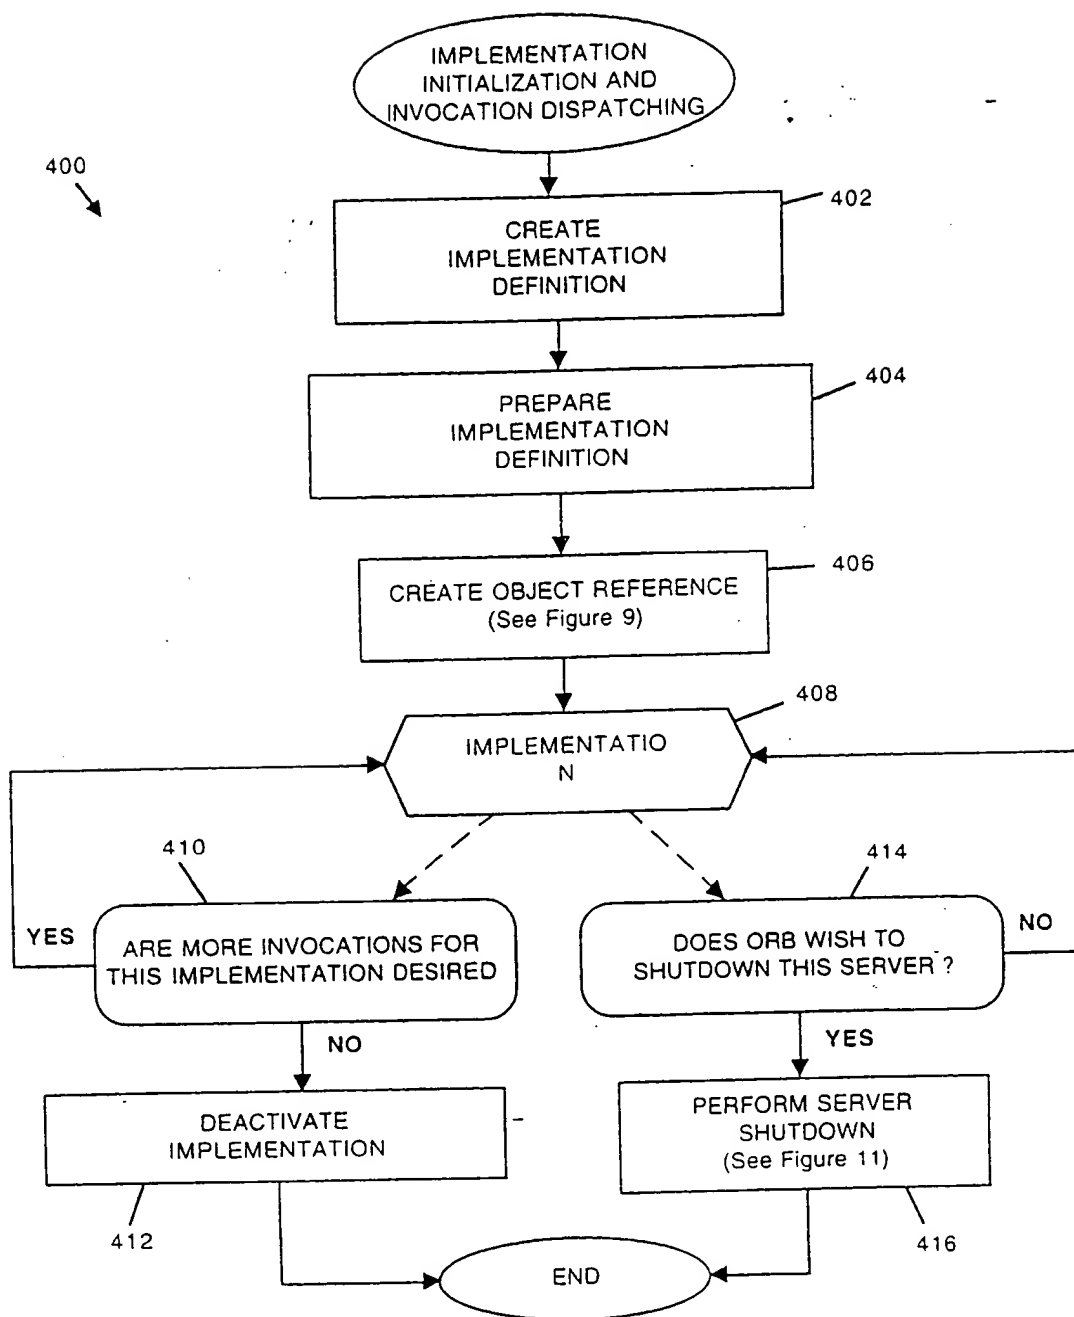 IMPLEMENTATION
INITIALIZATION AND
INVOCATION DISPATCHING
400
402
CREATE
IMPLEMENTATION
DEFINITION
404
PREPARE
IMPLEMENTATION
DEFINITION
406
CREATE OBJECT REFERENCE
(See Figure 9)
408
IMPLEMENTATIO
N
410
414
YES
ARE MORE INVOCATIONS FOR
THIS IMPLEMENTATION DESIRED
DOES ORB WISH TO
SHUTDOWN THIS SERVER ?
NO
NO
YES
DEACTIVATE
IMPLEMENTATION
PERFORM SERVER
SHUTDOWN
(See Figure 11)
412
416
END